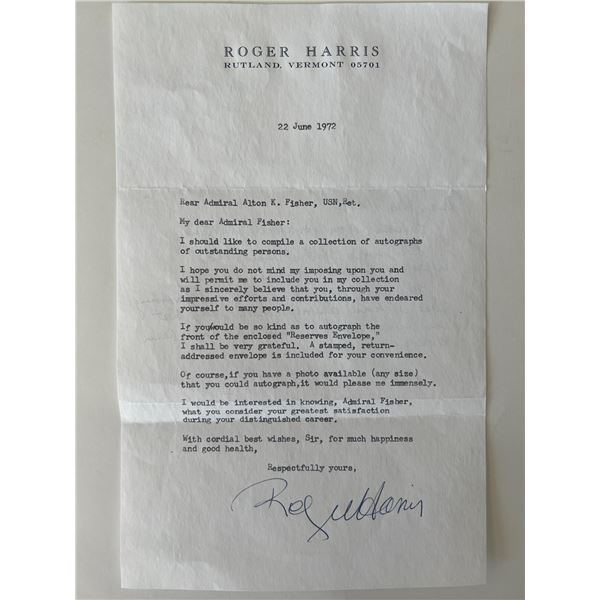 ROGER HARRIS
RUTLAND, VERMONT 05701
22 June 1972
Rear Admiral Alton K. Fisher, USN,Ret.
My dear Admiral Fisher:
I should like to compile a collection of autographs
of outstanding persons.
I hope you do not mind my imposing upon you and
will permit me to include you in my collection
as I sincerely believe that you, through your
impressive efforts and contributions, have endeared
yourself to many people.
If you would be so kind as to autograph the
front of the enclosed "Reserves Envelope,"
I shall be very grateful. A stamped, return-
addressed envelope is included for your convenience.
Of course,if you have a photo available (any size)
that you could autograph,it would please me immensely.
I would be interested in knowing, Admiral Fisher,
what you consider your greatest satisfaction
during your distinguished career.
With cordial best wishes, Sir, for much happiness
and good health,
Respectfully yours,
Roger Harris